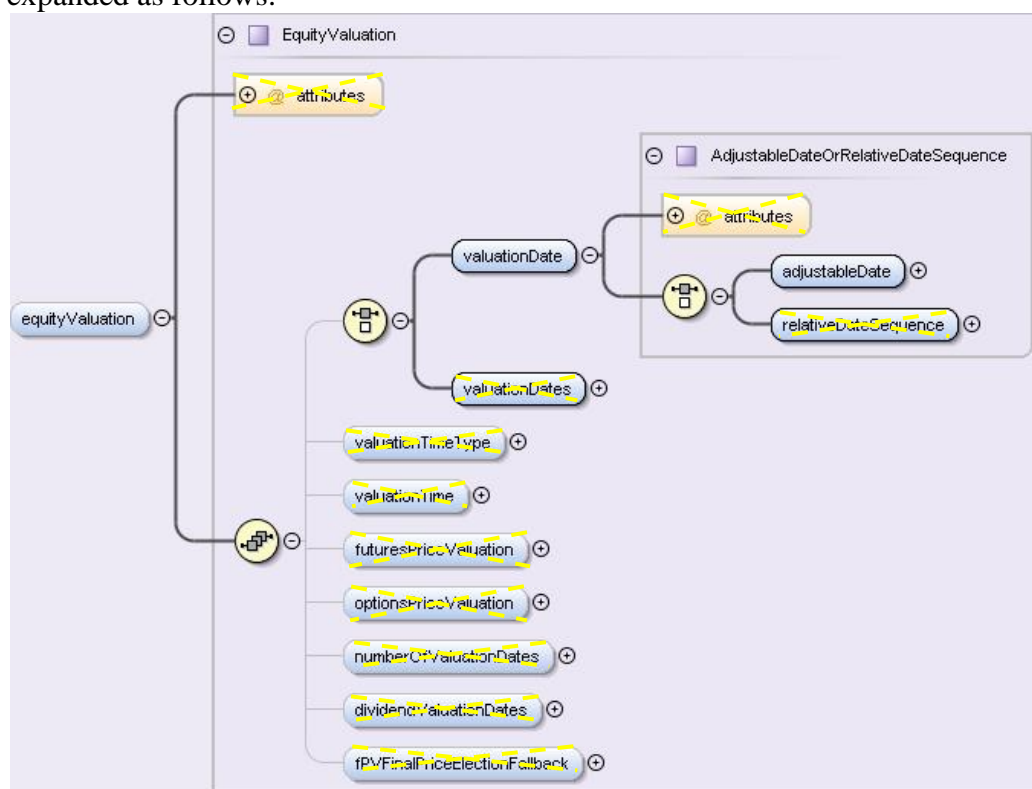 expanded as follows:
EquityValuation
@ attributes
AdjustableDateOrRelativeDateSequence
@ attributes
valuationDate
adjustableDate
equityValuation
relativeDateSequence
valuationDates
valuationTimeType
valuationTime
futuresPriceValuation
optionsPriceValuation
numberOfValuationDates
dividendValuationDates
fPVFinalPriceElectionFallback